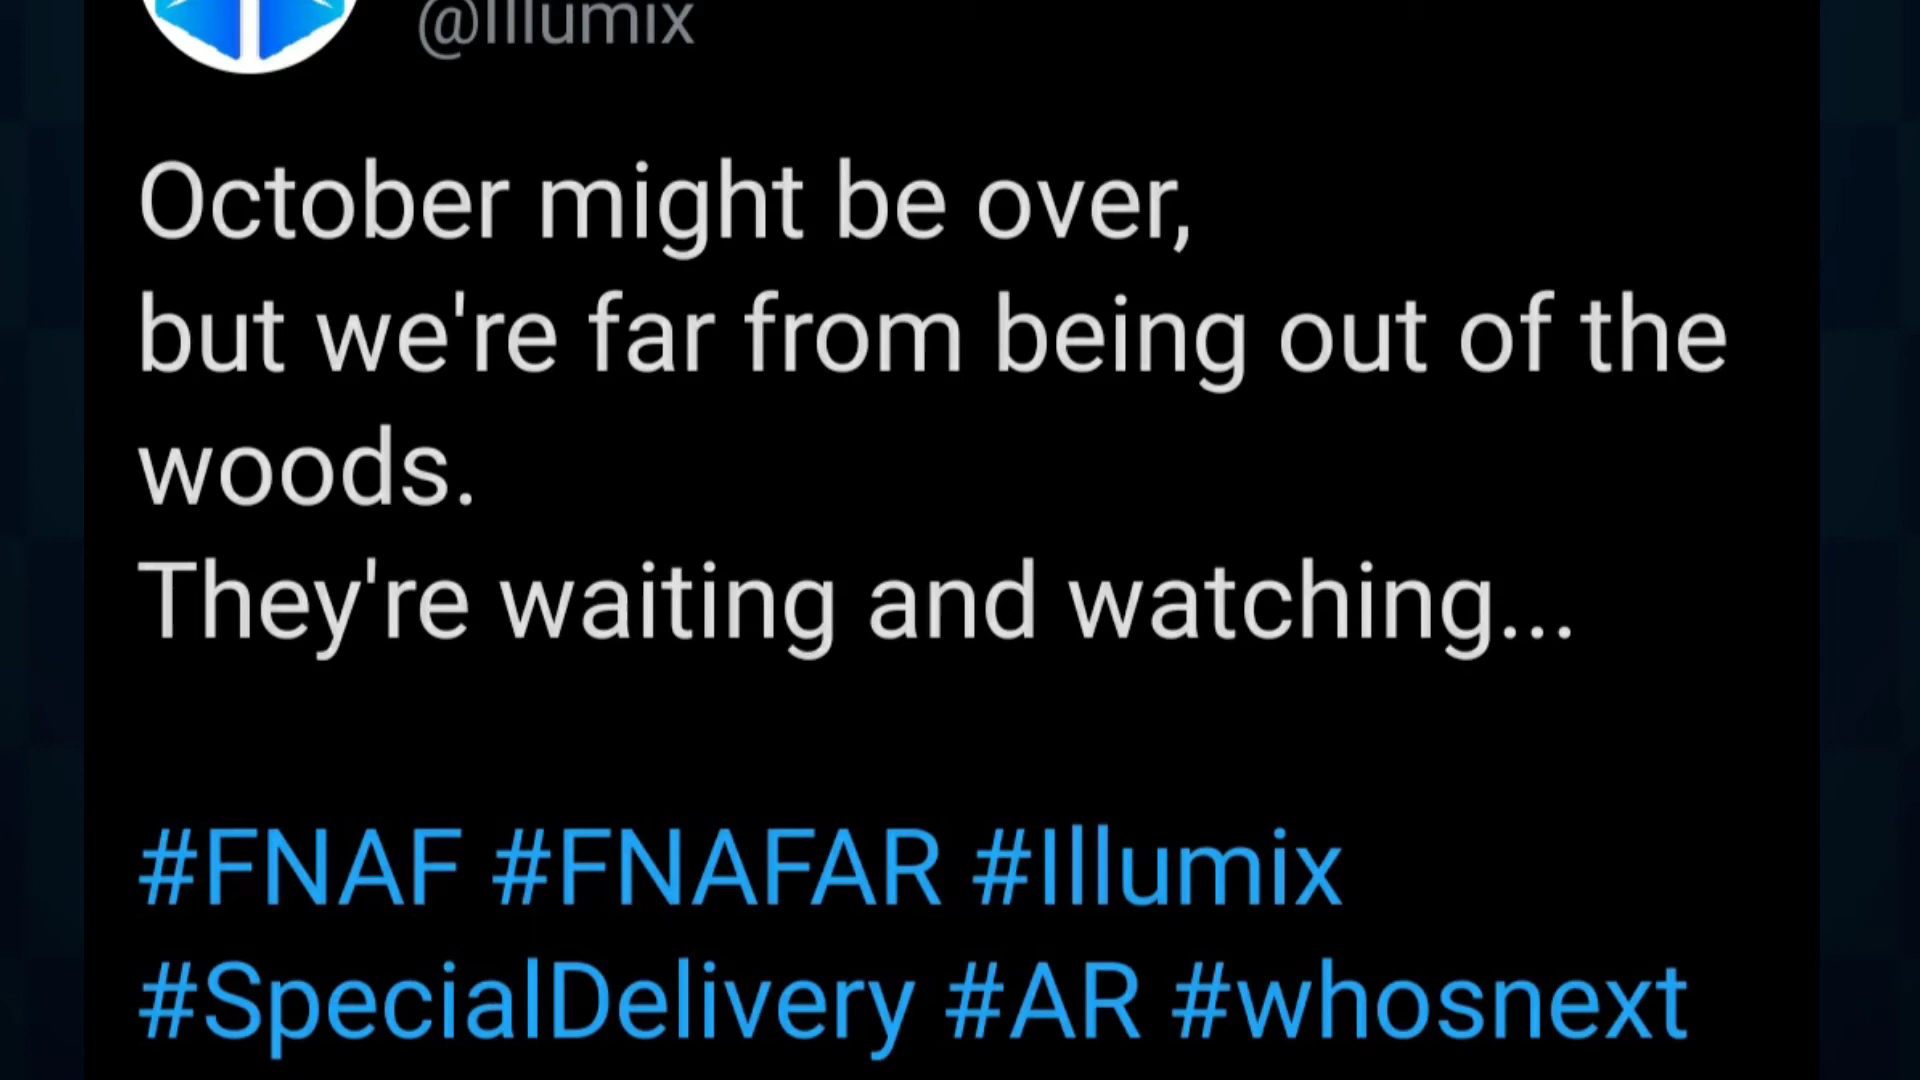 @Illumix
October might be over,
but we're far from being out of the
woods.
They're waiting and watching...
#FNAF #FNAFAR #Illumix
#SpecialDelivery #AR #whosnext